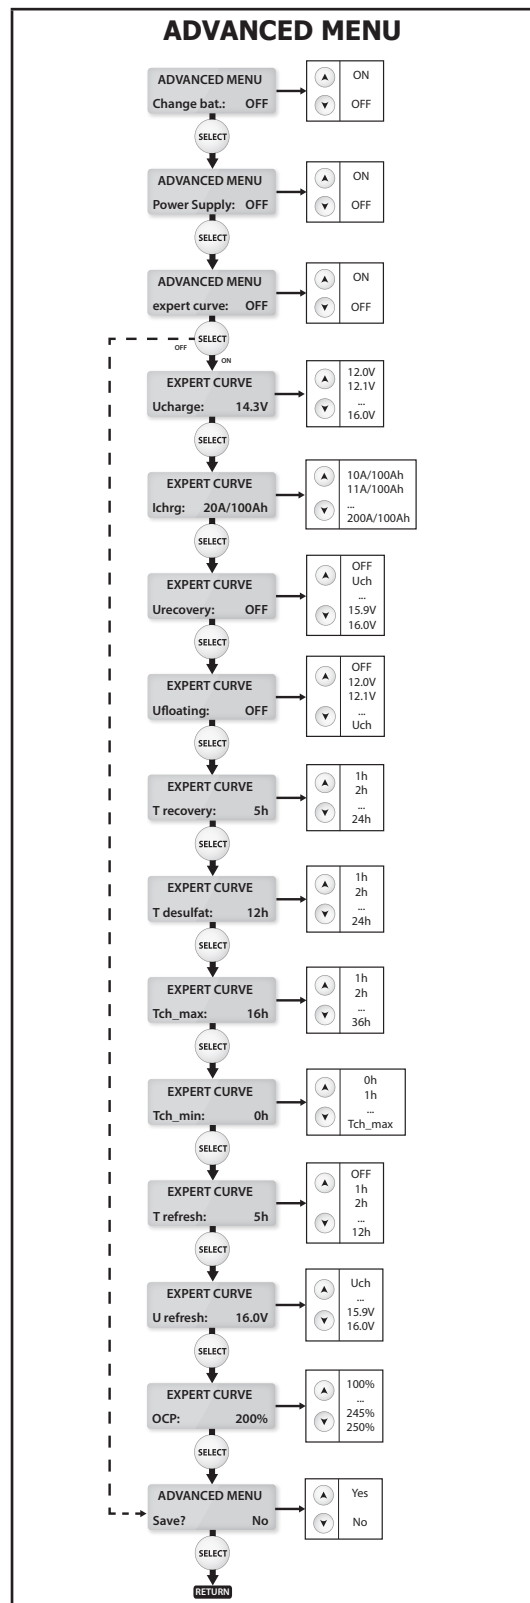 ADVANCED MENU
ADVANCED MENU
Change bat.: OFF
ON
OFF
SELECT
ADVANCED MENU
Power Supply: OFF
ON
OFF
SELECT
ADVANCED MENU
expert curve: OFF
ON
OFF
SELECT
OFF
ON
EXPERT CURVE
Ucharge: 14.3V
12.0V
12.1V
...
16.0V
SELECT
EXPERT CURVE
Ichrg: 20A/100Ah
10A/100Ah
11A/100Ah
...
200A/100Ah
SELECT
EXPERT CURVE
Urecovery: OFF
OFF
Uch
...
15.9V
16.0V
SELECT
EXPERT CURVE
Ufloating: OFF
OFF
12.0V
12.1V
...
Uch
SELECT
EXPERT CURVE
T recovery: 5h
1h
2h
...
24h
SELECT
EXPERT CURVE
T desulfat: 12h
1h
2h
...
24h
SELECT
EXPERT CURVE
Tch_max: 16h
1h
2h
...
36h
SELECT
EXPERT CURVE
Tch_min: 0h
0h
1h
...
Tch_max
SELECT
EXPERT CURVE
T refresh: 5h
OFF
1h
2h
...
12h
SELECT
EXPERT CURVE
U refresh: 16.0V
Uch
...
15.9V
16.0V
SELECT
EXPERT CURVE
OCP: 200%
100%
...
245%
250%
SELECT
ADVANCED MENU
Save? No
Yes
No
SELECT
RETURN